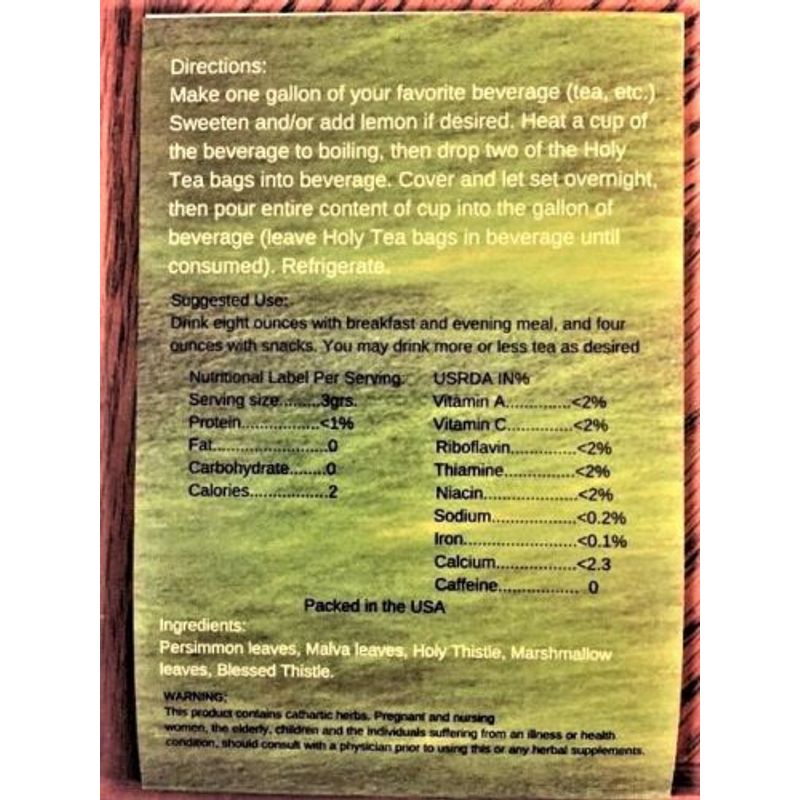 Directions:
Make one gallon of your favorite beverage (tea, etc.)
Sweeten and/or add lemon if desired. Heat a cup of
the beverage to boiling, then drop two of the Holy
Tea bags into beverage. Cover and let set overnight,
then pour entire content of cup into the gallon of
beverage (leave Holy Tea bags in beverage until
consumed). Refrigerate.
Suggested Use:
Drink eight ounces with breakfast and evening meal, and four
ounces with snacks. You may drink more or less tea as desired
Nutritional Label Per Serving:
Serving size.........3grs.
Protein.................<1%
Fat.........................0
Carbohydrate........0
Calories.................2
USRDA IN%
Vitamin A..............<2%
Vitamin C..............<2%
Riboflavin..............<2%
Thiamine...............<2%
Niacin....................<2%
Sodium..................<0.2%
Iron........................<0.1%
Calcium.................<2.3
Caffeine................. 0
Packed in the USA
Ingredients:
Persimmon leaves, Malva leaves, Holy Thistle, Marshmallow
leaves, Blessed Thistle.
WARNING:
This product contains cathartic herbs. Pregnant and nursing
women, the elderly, children and the individuals suffering from an illness or health
condition, should consult with a physician prior to using this or any herbal supplements.